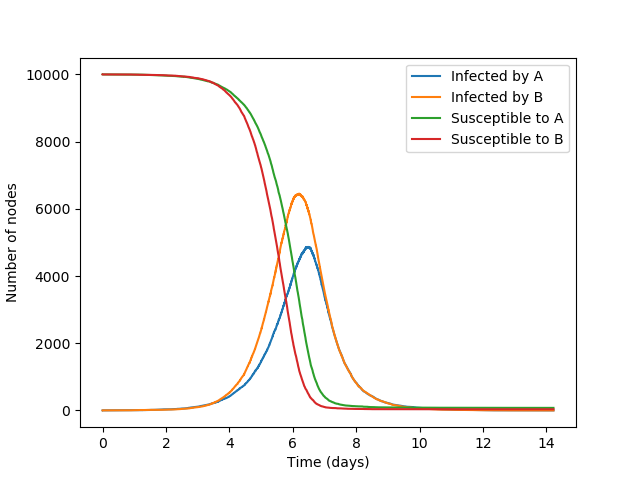 Infected by A
Infected by B
Susceptible to A
Susceptible to B
Number of nodes
10000
8000
6000
4000
2000
0
0 2 4 6 8 10 12 14
Time (days)